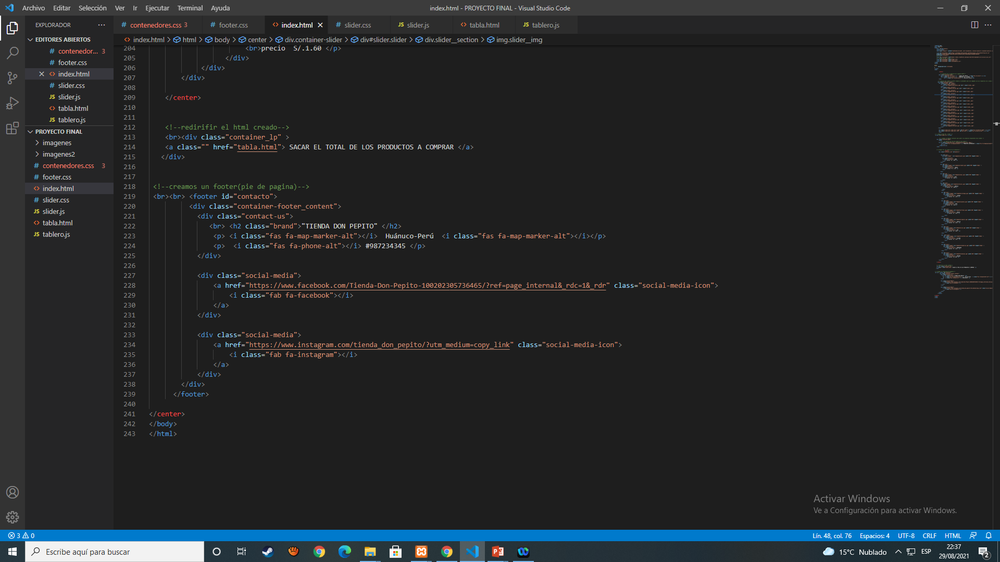 Archivo Editar Selección Ver Ir Ejecutar Terminal Ayuda
index.html - PROYECTO FINAL - Visual Studio Code
EXPLORADOR
# contenedores.css 3
# footer.css
<> index.html
# slider.css
JS slider.js
<> tabla.html
JS tablero.js
EDITORES ABIERTOS
<> index.html > html > body > center > div.container-slider > div#slider.slider > div.slider__section > img.slider__img
# contenedor... 3
# footer.css
<> index.html
# slider.css
JS slider.js
<> tabla.html
JS tablero.js
PROYECTO FINAL
imagenes
imagenes2
# contenedores.css 3
# footer.css
<> index.html
# slider.css
JS slider.js
<> tabla.html
JS tablero.js
204 <br>precio  S/.1.60 </p>
205 </div>
206 </div>
207 </div>
208
209 </center>
210
211
212 <!--redirifir el html creado-->
213 <br><div class="container_lp" >
214 <a class="" href="tabla.html"> SACAR EL TOTAL DE LOS PRODUCTOS A COMPRAR </a>
215 </div>
216
217
218 <!--creamos un footer(pie de pagina)-->
219 <br><br> <footer id="contacto">
220 <div class="container-footer_content">
221 <div class="contact-us">
222 <br> <h2 class="brand">"TIENDA DON PEPITO" </h2>
223 <p> <i class="fas fa-map-marker-alt"></i>  Huánuco-Perú  <i class="fas fa-map-marker-alt"></i></p>
224 <p>  <i class="fas fa-phone-alt"></i> #987234345 </p>
225 </div>
226
227 <div class="social-media">
228 <a href="https://www.facebook.com/Tienda-Don-Pepito-100202305736465/?ref=page_internal&_rdc=1&_rdr" class="social-media-icon">
229 <i class="fab fa-facebook"></i>
230 </a>
231 </div>
232
233 <div class="social-media">
234 <a href="https://www.instagram.com/tienda_don_pepito/?utm_medium=copy_link" class="social-media-icon">
235 <i class="fab fa-instagram"></i>
236 </a>
237 </div>
238 </div>
239 </footer>
240
241 </center>
242 </body>
243 </html>
Activar Windows
Ve a Configuración para activar Windows.
3 0
Lín. 48, col. 76 Espacios: 4 UTF-8 CRLF HTML
Escribe aquí para buscar
15°C Nublado
ESP
22:37
29/08/2021
2